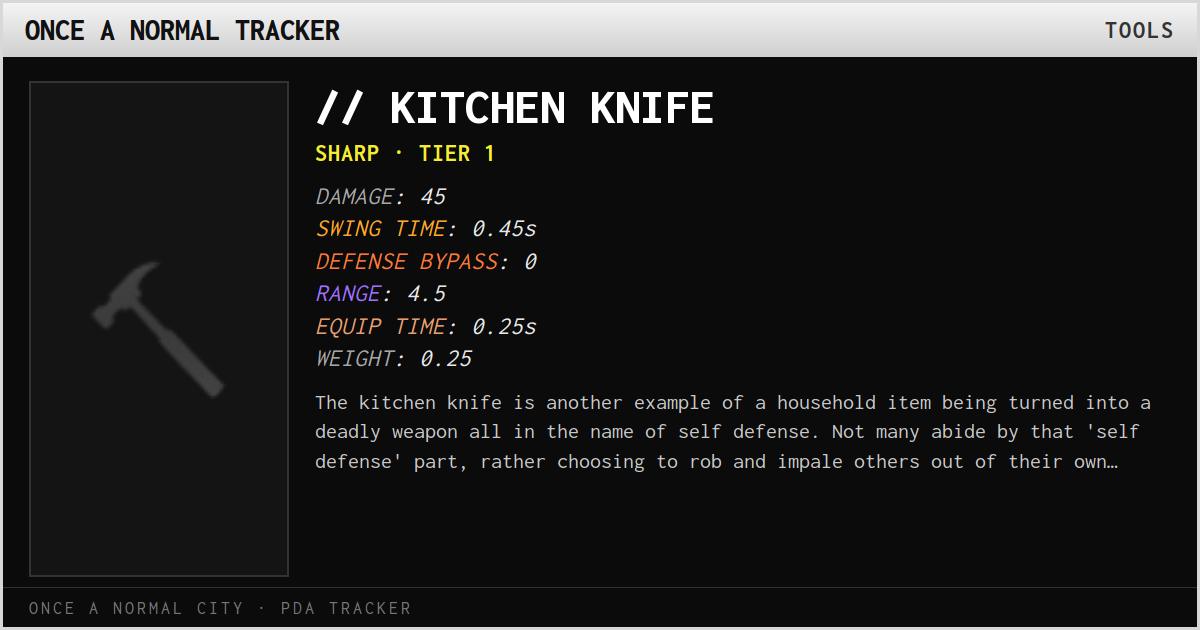 ONCE A NORMAL TRACKER
TOOLS
// KITCHEN KNIFE
SHARP · TIER 1
DAMAGE: 45
SWING TIME: 0.45s
DEFENSE BYPASS: 0
RANGE: 4.5
EQUIP TIME: 0.25s
WEIGHT: 0.25
The kitchen knife is another example of a household item being turned into a
deadly weapon all in the name of self defense. Not many abide by that 'self
defense' part, rather choosing to rob and impale others out of their own…
ONCE A NORMAL CITY · PDA TRACKER